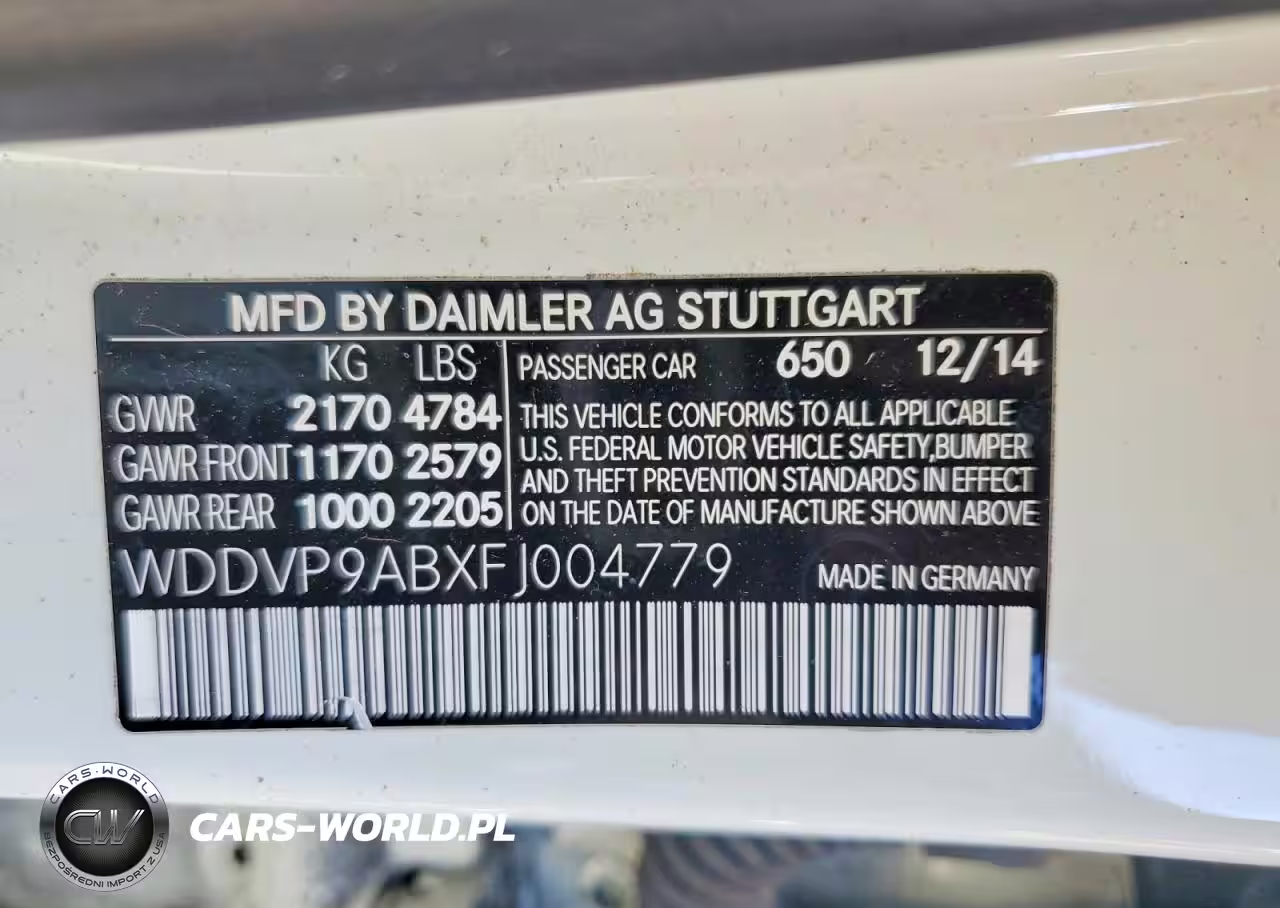 MFD BY DAIMLER AG STUTTGART
KG LBS
GVWR 2170 4784
GAWR FRONT 1170 2579
GAWR REAR 1000 2205
PASSENGER CAR 650 12/14
THIS VEHICLE CONFORMS TO ALL APPLICABLE
U.S. FEDERAL MOTOR VEHICLE SAFETY, BUMPER
AND THEFT PREVENTION STANDARDS IN EFFECT
ON THE DATE OF MANUFACTURE SHOWN ABOVE
WDDVP9ABXFJ004779 MADE IN GERMANY
CARS-WORLD
CW
BEZPOŚREDNI IMPORT Z USA
CARS-WORLD.PL